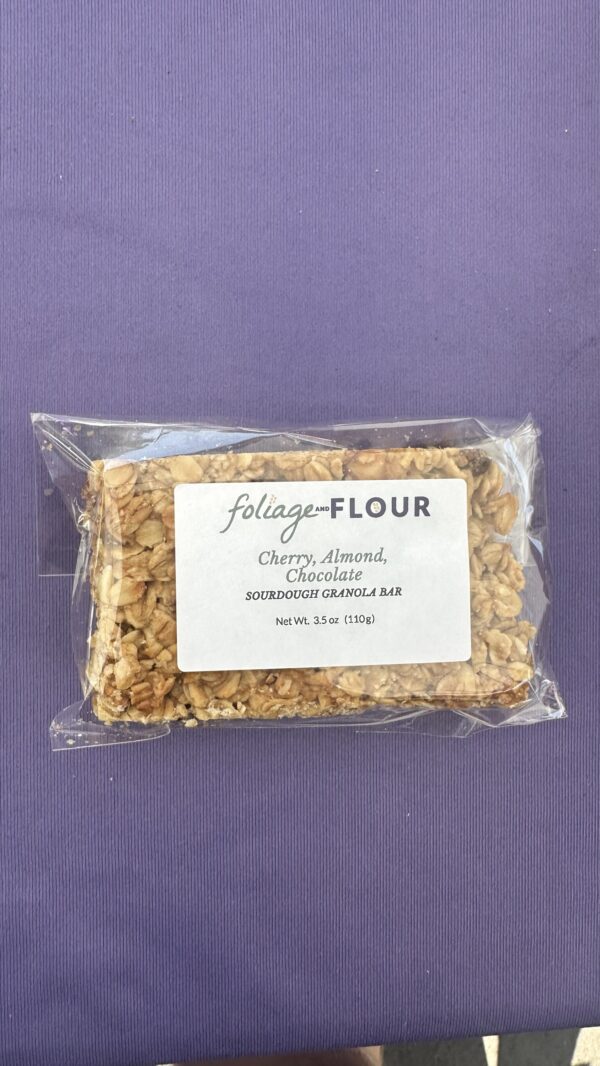 foliage AND FLOUR
Cherry, Almond,
Chocolate
SOURDOUGH GRANOLA BAR
Net Wt. 3.5 oz (110g)